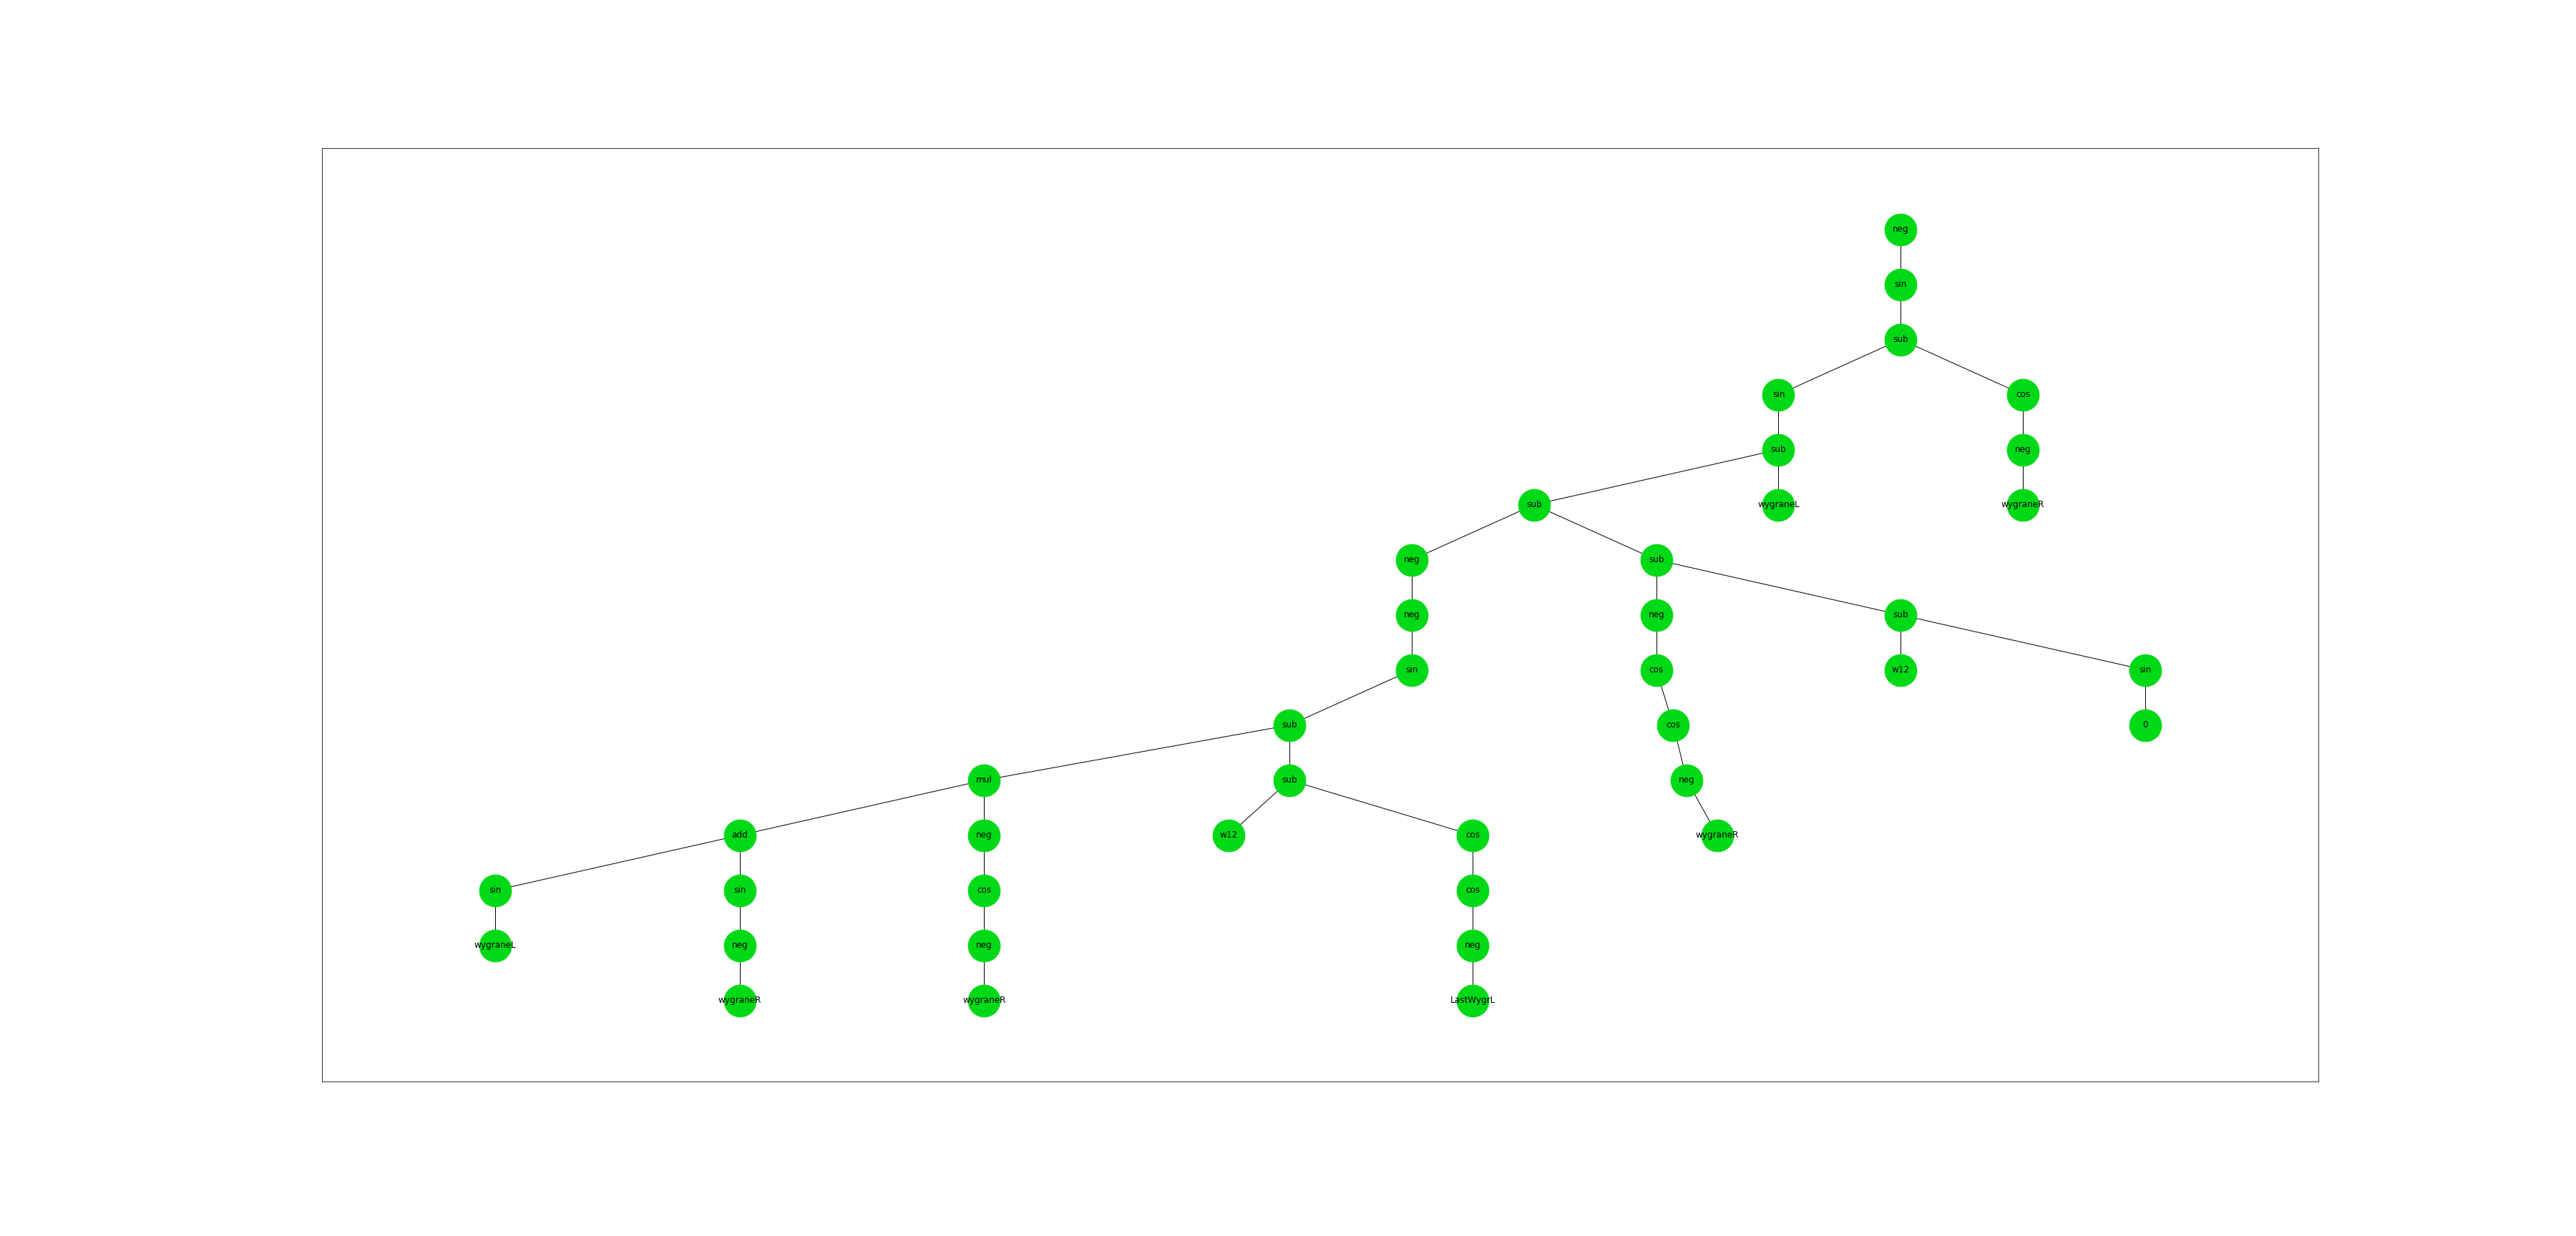 neg
sin
sub
sin cos
sub neg
sub wygraneL wygraneR
neg sub
neg neg sub
sin cos w12 sin
sub cos 0
mul sub neg
add neg w12 cos wygraneR
sin sin cos cos
wygraneL neg neg neg
wygraneR wygraneR LastWygrL